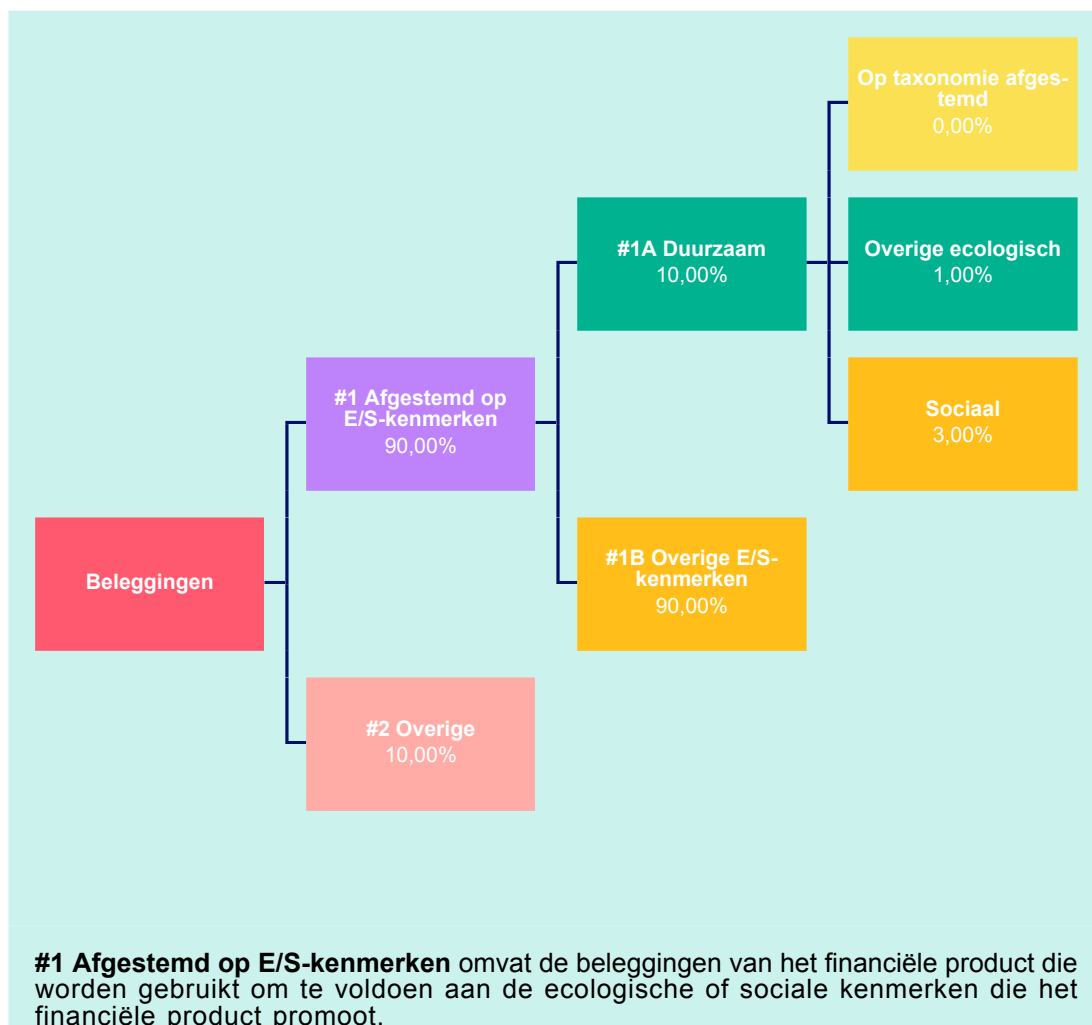 Op taxonomie afges-
temd
0,00%
#1A Duurzaam
10,00%
Overige ecologisch
1,00%
#1 Afgestemd op
E/S-kenmerken
90,00%
Sociaal
3,00%
Beleggingen
#1B Overige E/S-
kenmerken
90,00%
#2 Overige
10,00%
#1 Afgestemd op E/S-kenmerken omvat de beleggingen van het financiële product die
worden gebruikt om te voldoen aan de ecologische of sociale kenmerken die het
financiële product promoot.